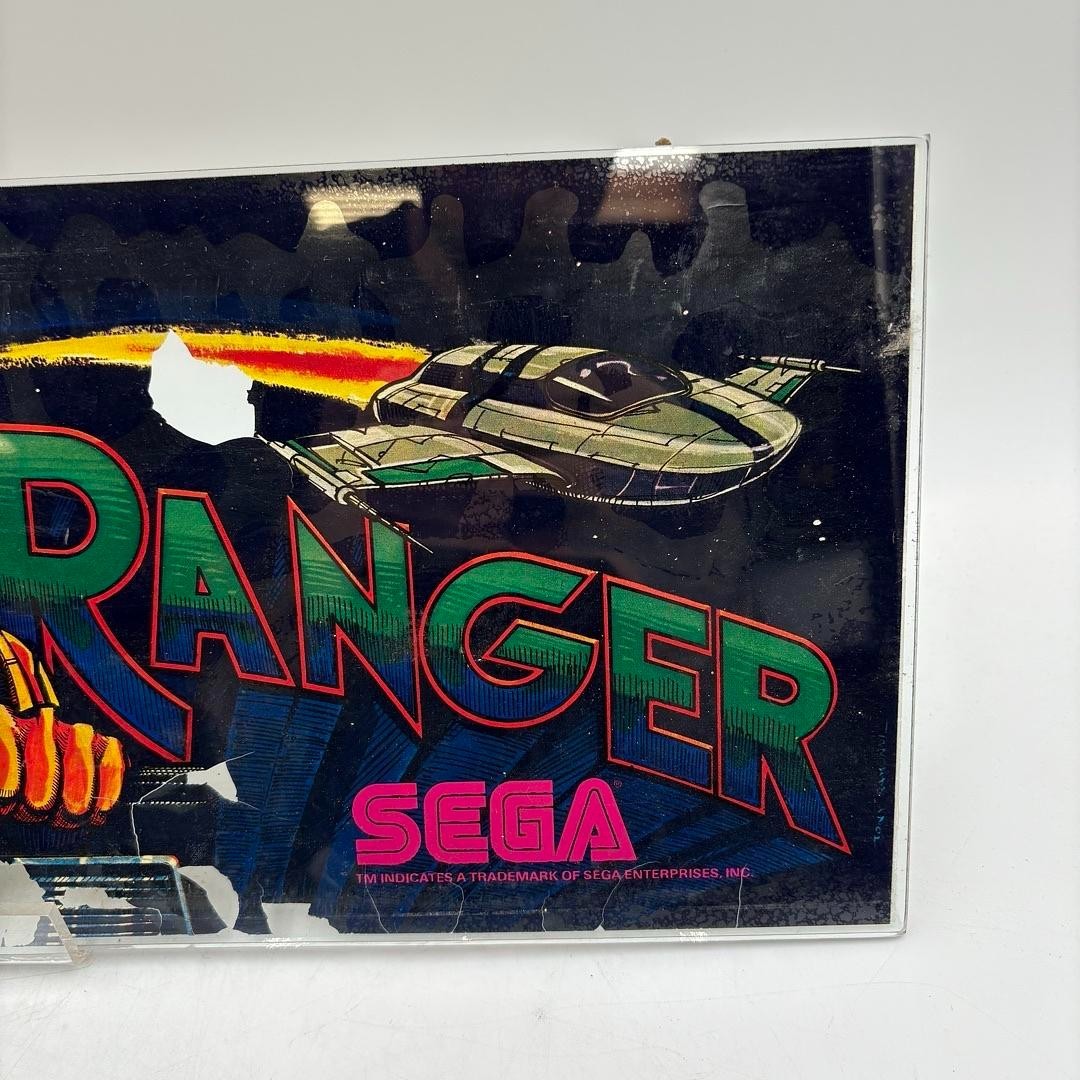 RANGER
SEGA®
TM INDICATES A TRADEMARK OF SEGA ENTERPRISES, INC.